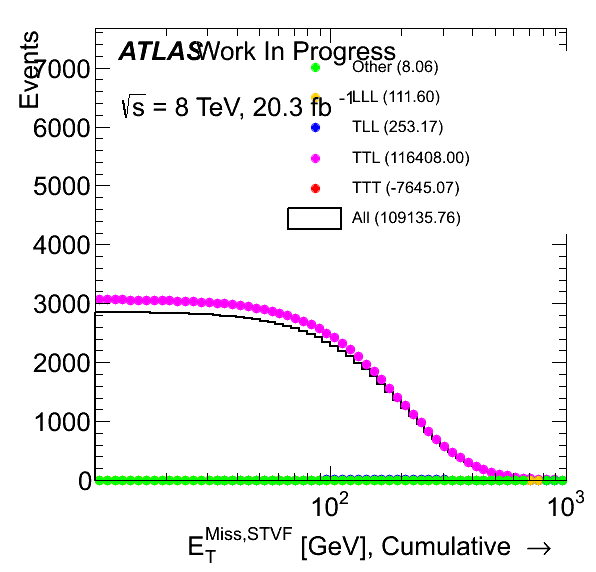 ATLAS Work In Progress
√s = 8 TeV, 20.3 fb -1
Other (8.06)
LLL (111.60)
TLL (253.17)
TTL (116408.00)
TTT (-7645.07)
All (109135.76)
Events
7000
6000
5000
4000
3000
2000
1000
0
10² 10³
E_T^Miss,STVF [GeV], Cumulative →